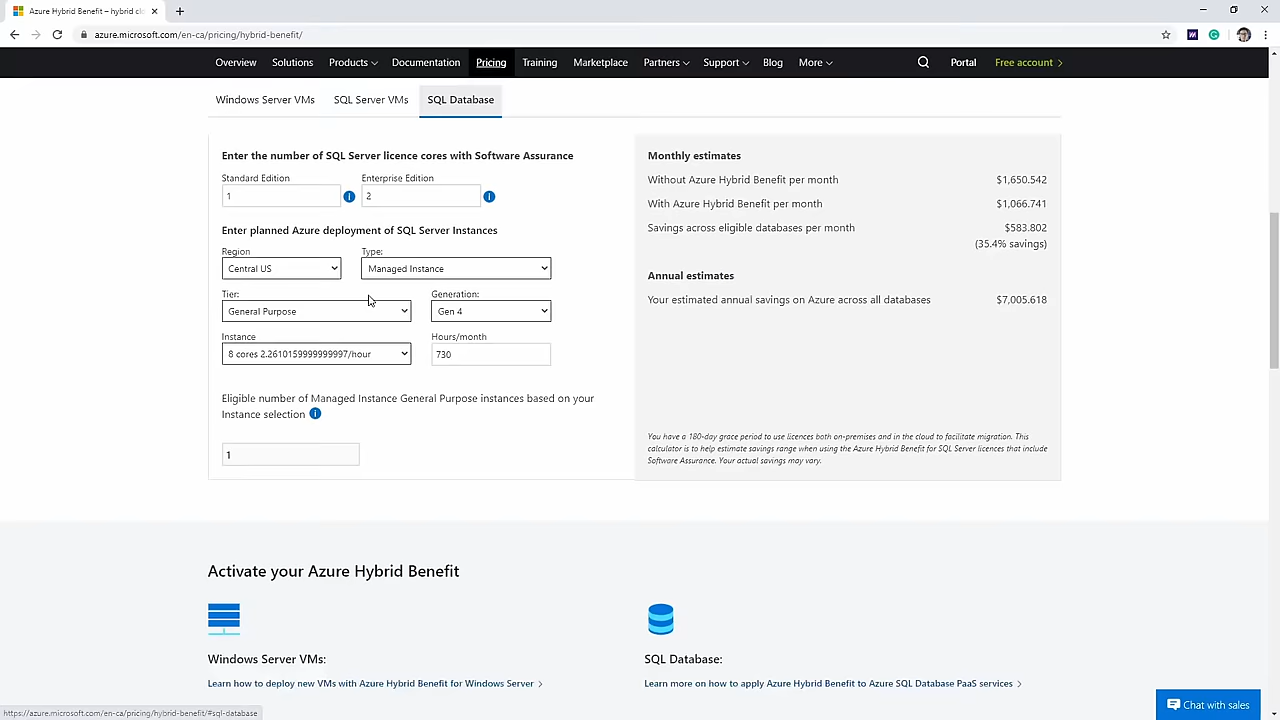 Azure Hybrid Benefit – hybrid cl
azure.microsoft.com/en-ca/pricing/hybrid-benefit/
Overview Solutions Products Documentation Pricing Training Marketplace Partners Support Blog More Portal Free account
Windows Server VMs SQL Server VMs SQL Database
Enter the number of SQL Server licence cores with Software Assurance
Standard Edition Enterprise Edition
1 2
Enter planned Azure deployment of SQL Server Instances
Region Type:
Central US Managed Instance
Tier: Generation:
General Purpose Gen 4
Instance Hours/month
8 cores 2.2610159999999997/hour 730
Eligible number of Managed Instance General Purpose instances based on your
Instance selection
1
Monthly estimates
Without Azure Hybrid Benefit per month $1,650.542
With Azure Hybrid Benefit per month $1,066.741
Savings across eligible databases per month $583.802
(35.4% savings)
Annual estimates
Your estimated annual savings on Azure across all databases $7,005.618
You have a 180-day grace period to use licences both on-premises and in the cloud to facilitate migration. This
calculator is to help estimate savings range when using the Azure Hybrid Benefit for SQL Server licences that include
Software Assurance. Your actual savings may vary.
Activate your Azure Hybrid Benefit
Windows Server VMs:
Learn how to deploy new VMs with Azure Hybrid Benefit for Windows Server
SQL Database:
Learn more on how to apply Azure Hybrid Benefit to Azure SQL Database PaaS services
Chat with sales
https://azure.microsoft.com/en-ca/pricing/hybrid-benefit/#sql-database